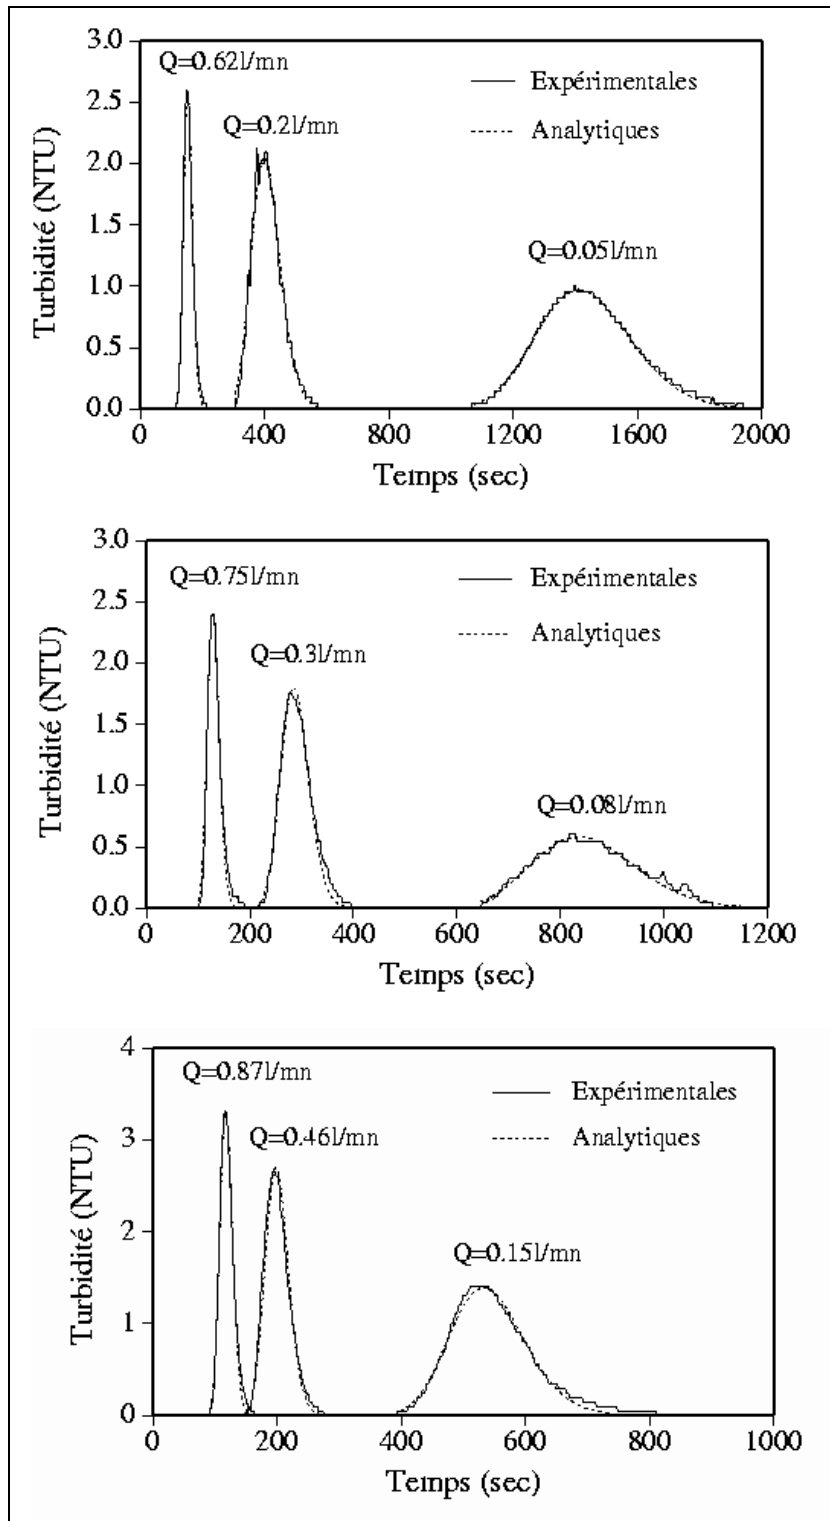 3.0
Q=0.62l/mn
Expérimentales
2.5
Q=0.2l/mn
Analytiques
2.0
Turbidité (NTU)
1.5
Q=0.05l/mn
1.0
0.5
0.0
0 400 800 1200 1600 2000
Temps (sec)
3.0
Q=0.75l/mn
Expérimentales
2.5
Q=0.3l/mn
Analytiques
2.0
Turbidité (NTU)
1.5
1.0
Q=0.08l/mn
0.5
0.0
0 200 400 600 800 1000 1200
Temps (sec)
4
Q=0.87l/mn
Expérimentales
3
Q=0.46l/mn
Analytiques
Turbidité (NTU)
2
Q=0.15l/mn
1
0
0 200 400 600 800 1000
Temps (sec)